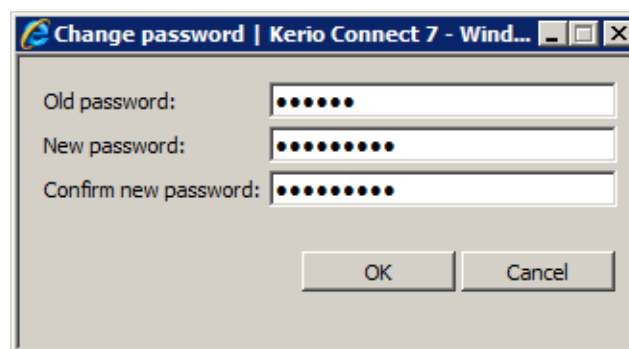 Change password | Kerio Connect 7 - Wind...
Old password: ••••••
New password: •••••••••
Confirm new password: •••••••••
OK Cancel